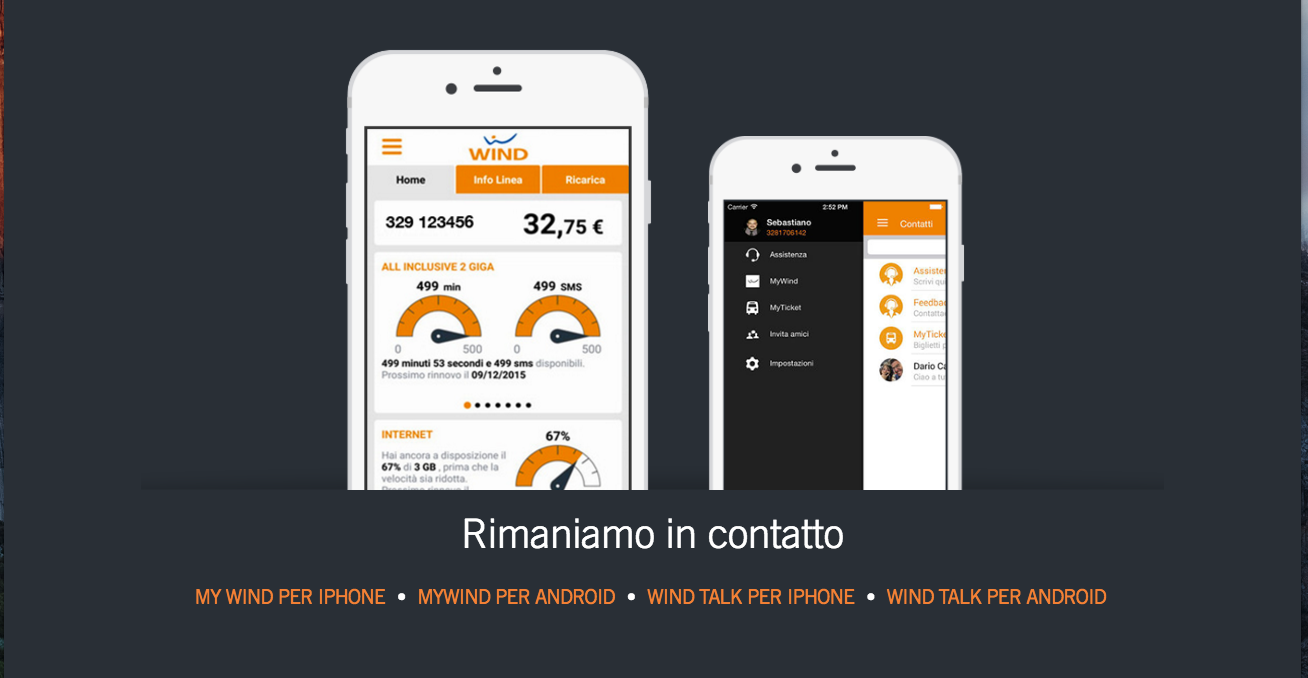 WIND
Home
Info Linea
Ricarica
329 123456
32,75 €
ALL INCLUSIVE 2 GIGA
499 min
499 SMS
0
500
0
500
499 minuti 53 secondi e 499 sms disponibili.
Prossimo rinnovo il 09/12/2015
INTERNET
67%
Hai ancora a disposizione il
67% di 3 GB , prima che la
velocità sia ridotta.
Carrier
2:52 PM
Sebastiano
3281706142
Assistenza
MyWind
MyTicket
Invita amici
Impostazioni
Contatti
Scrivi
Biglietti
Dario
Ciao a
Rimaniamo in contatto
MY WIND PER IPHONE • MYWIND PER ANDROID • WIND TALK PER IPHONE • WIND TALK PER ANDROID